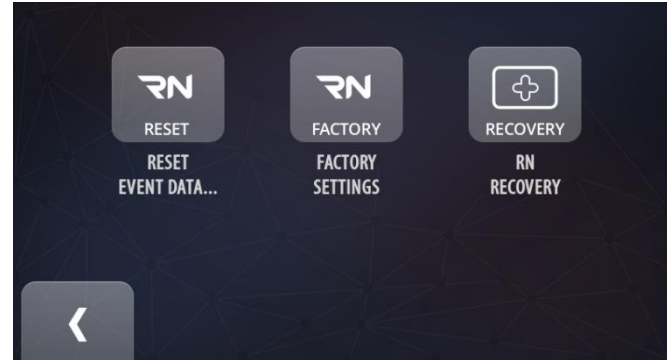 RN
RESET
RESET
EVENT DATA...
RN
FACTORY
FACTORY
SETTINGS
RECOVERY
RN
RECOVERY